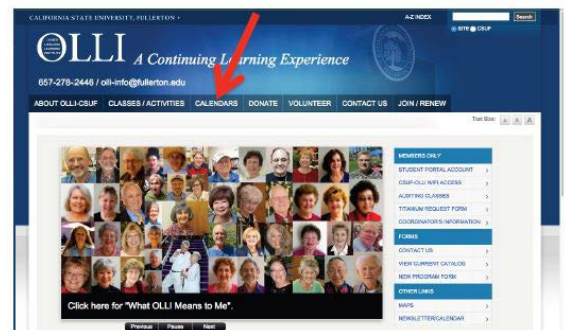 CALIFORNIA STATE UNIVERSITY, FULLERTON
A-Z INDEX
Search
SITE CSUF
OLLI A Continuing Learning Experience
657-278-2446 / olli-info@fullerton.edu
ABOUT OLLI-CSUF CLASSES / ACTIVITIES CALENDARS DONATE VOLUNTEER CONTACT US JOIN / RENEW
Text Size: A A A
MEMBERS ONLY
STUDENT PORTAL ACCOUNT
CSUF-OLLI WIFI ACCESS
AUDITING CLASSES
TITANIUM REQUEST FORM
COORDINATOR'S INFORMATION
FORMS
CONTACT US
VIEW CURRENT CATALOG
NEW PROGRAM FORM
OTHER LINKS
MAPS
NEWSLETTER/CALENDAR
Click here for "What OLLI Means to Me".
Previous Pause Next